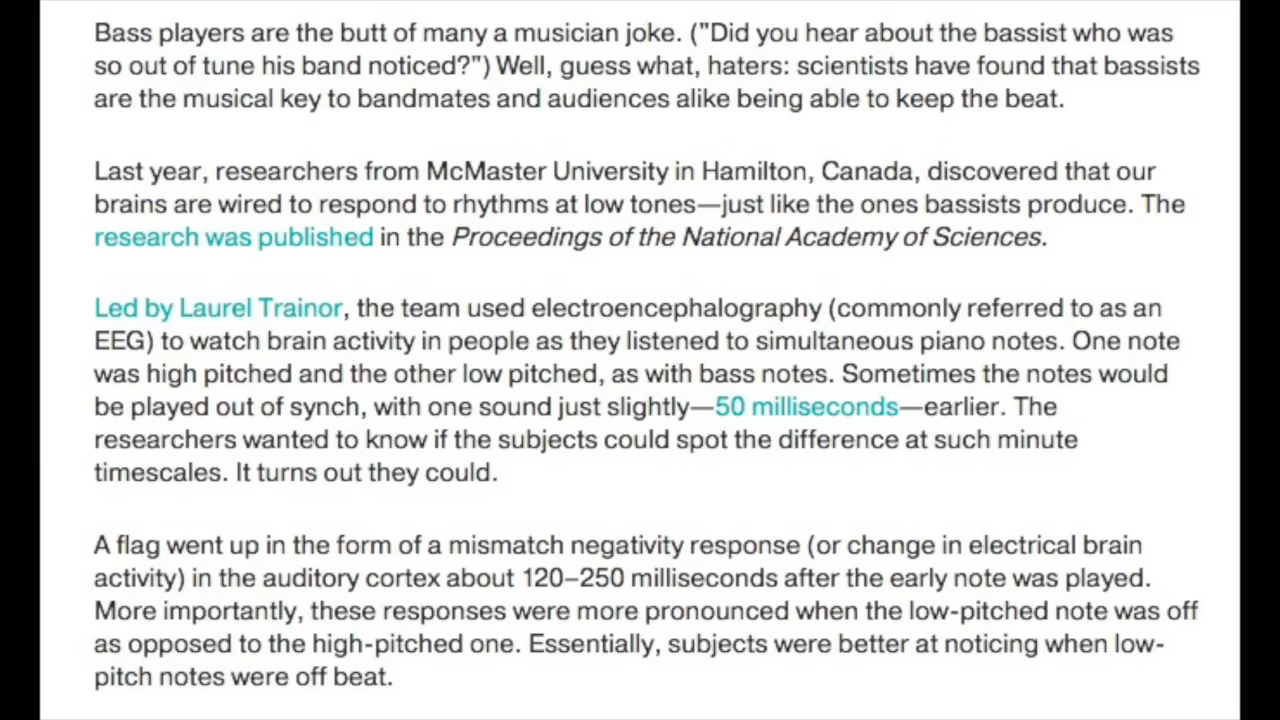 Bass players are the butt of many a musician joke. ("Did you hear about the bassist who was
so out of tune his band noticed?") Well, guess what, haters: scientists have found that bassists
are the musical key to bandmates and audiences alike being able to keep the beat.
Last year, researchers from McMaster University in Hamilton, Canada, discovered that our
brains are wired to respond to rhythms at low tones—just like the ones bassists produce. The
research was published in the Proceedings of the National Academy of Sciences.
Led by Laurel Trainor, the team used electroencephalography (commonly referred to as an
EEG) to watch brain activity in people as they listened to simultaneous piano notes. One note
was high pitched and the other low pitched, as with bass notes. Sometimes the notes would
be played out of synch, with one sound just slightly—50 milliseconds—earlier. The
researchers wanted to know if the subjects could spot the difference at such minute
timescales. It turns out they could.
A flag went up in the form of a mismatch negativity response (or change in electrical brain
activity) in the auditory cortex about 120–250 milliseconds after the early note was played.
More importantly, these responses were more pronounced when the low-pitched note was off
as opposed to the high-pitched one. Essentially, subjects were better at noticing when low-
pitch notes were off beat.